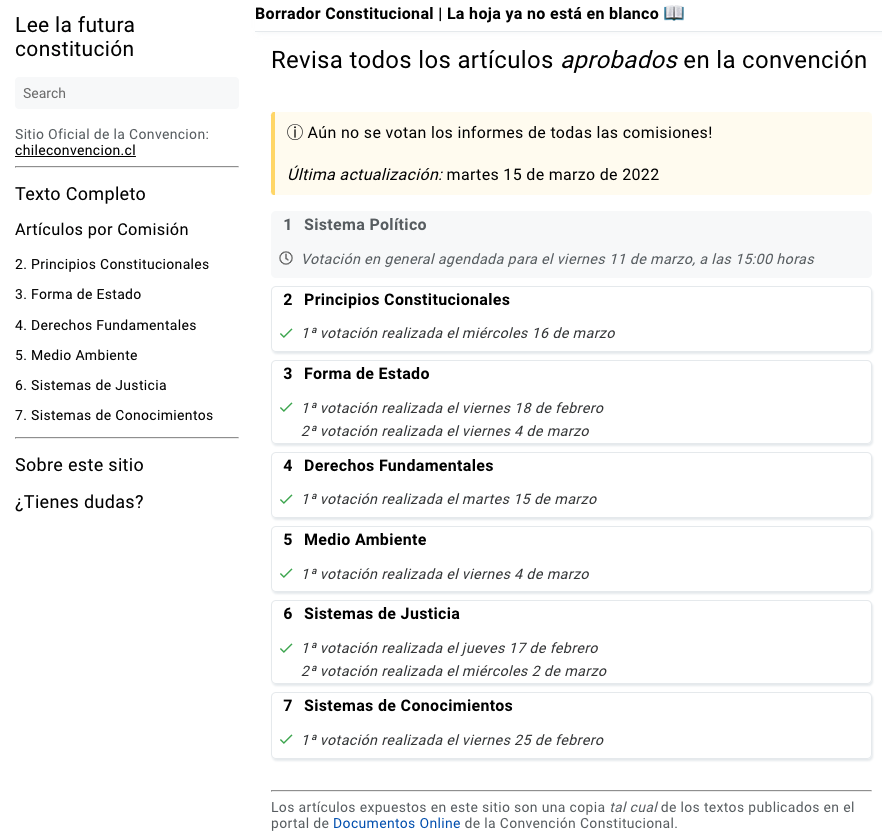 Lee la futura
constitución
Search
Sitio Oficial de la Convencion:
chileconvencion.cl
Texto Completo
Artículos por Comisión
2. Principios Constitucionales
3. Forma de Estado
4. Derechos Fundamentales
5. Medio Ambiente
6. Sistemas de Justicia
7. Sistemas de Conocimientos
Sobre este sitio
¿Tienes dudas?
Borrador Constitucional | La hoja ya no está en blanco 📖
Revisa todos los artículos aprobados en la convención
ⓘ Aún no se votan los informes de todas las comisiones!
Última actualización: martes 15 de marzo de 2022
1 Sistema Político
Votación en general agendada para el viernes 11 de marzo, a las 15:00 horas
2 Principios Constitucionales
✓ 1ª votación realizada el miércoles 16 de marzo
3 Forma de Estado
✓ 1ª votación realizada el viernes 18 de febrero
2ª votación realizada el viernes 4 de marzo
4 Derechos Fundamentales
✓ 1ª votación realizada el martes 15 de marzo
5 Medio Ambiente
✓ 1ª votación realizada el viernes 4 de marzo
6 Sistemas de Justicia
✓ 1ª votación realizada el jueves 17 de febrero
2ª votación realizada el miércoles 2 de marzo
7 Sistemas de Conocimientos
✓ 1ª votación realizada el viernes 25 de febrero
Los artículos expuestos en este sitio son una copia tal cual de los textos publicados en el
portal de Documentos Online de la Convención Constitucional.